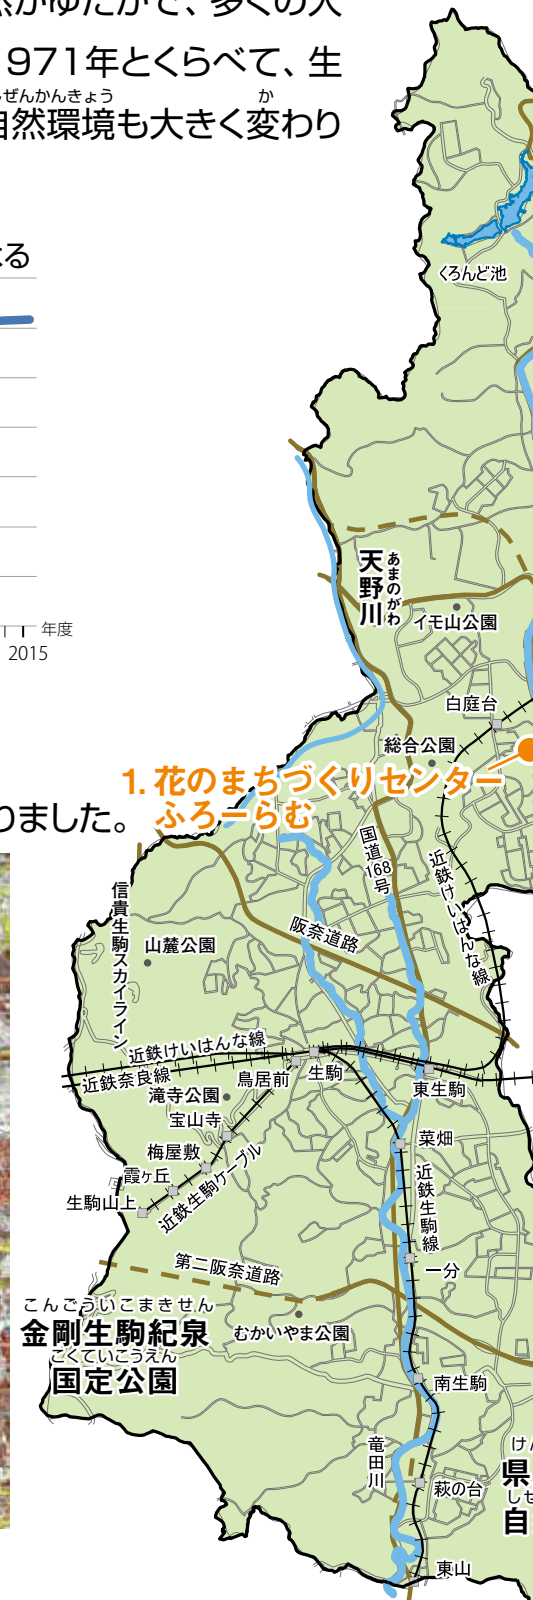 然がゆたかで、多くの人
1971年とくらべて、生
ぜんかんきょう
か
自然環境も大きく変わり
年度
2015
りました。
くろんど池
あまのがわ
天野川
イモ山公園
白庭台
総合公園
1. 花のまちづくりセンター
ふろーらむ
国道168号
近鉄けいはんな線
信貴生駒スカイライン
山麓公園
阪奈道路
近鉄けいはんな線
近鉄奈良線
鳥居前
生駒
東生駒
滝寺公園
宝山寺
菜畑
梅屋敷
霞ヶ丘
生駒山上
近鉄生駒ケーブル
近鉄生駒線
一分
第二阪奈道路
こんごういこまきせん
金剛生駒紀泉
こくていこうえん
国定公園
むかいやま公園
南生駒
竜田川
萩の台
けん
県
しぜ
自
東山